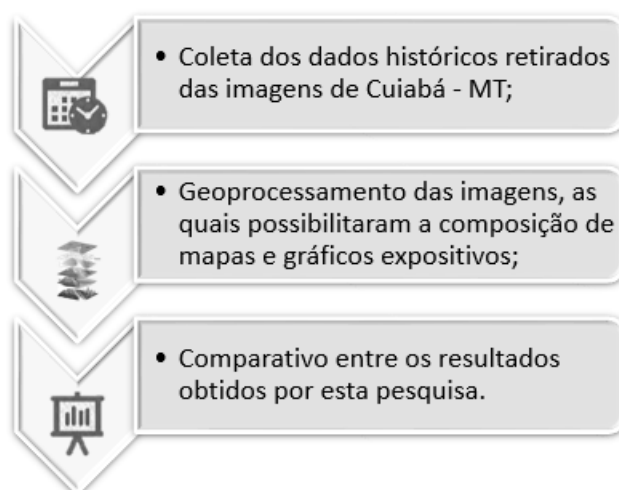 • Coleta dos dados históricos retirados
das imagens de Cuiabá - MT;
• Geoprocessamento das imagens, as
quais possibilitaram a composição de
mapas e gráficos expositivos;
• Comparativo entre os resultados
obtidos por esta pesquisa.